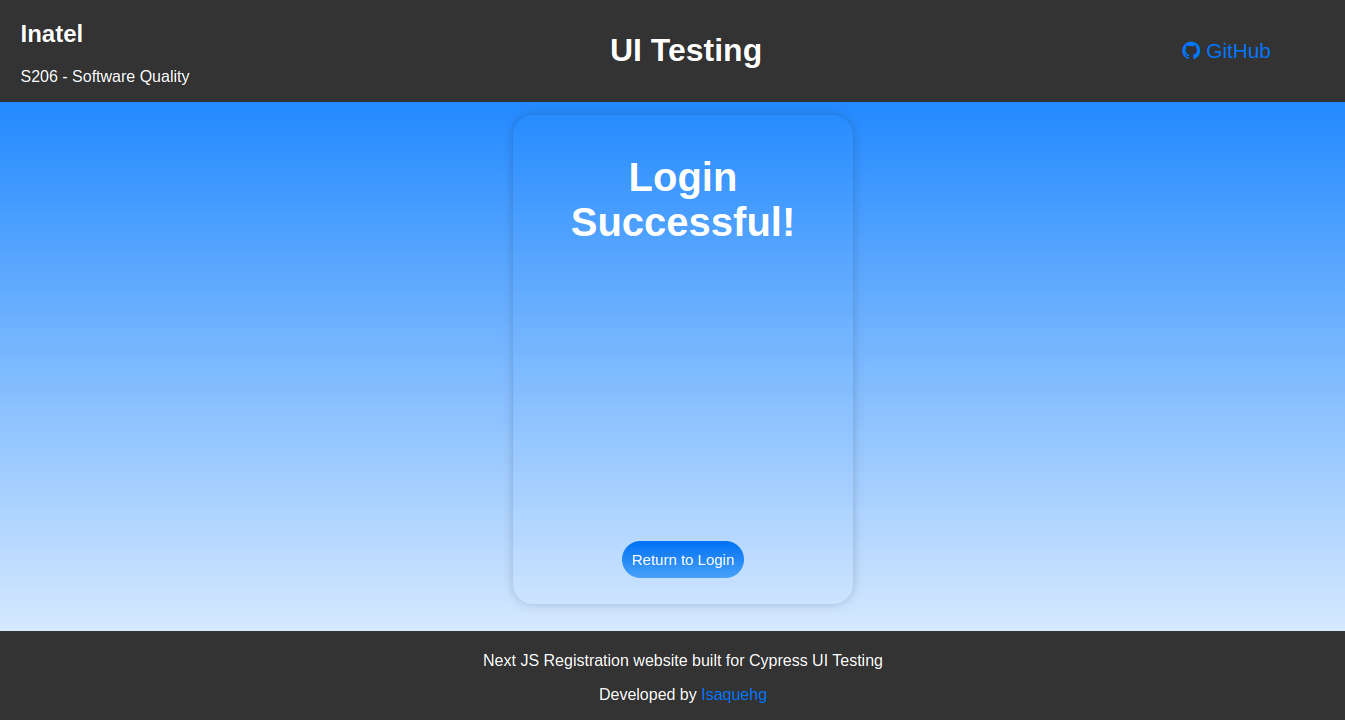 Inatel
S206 - Software Quality
UI Testing
GitHub
Login
Successful!
Return to Login
Next JS Registration website built for Cypress UI Testing
Developed by Isaquehg